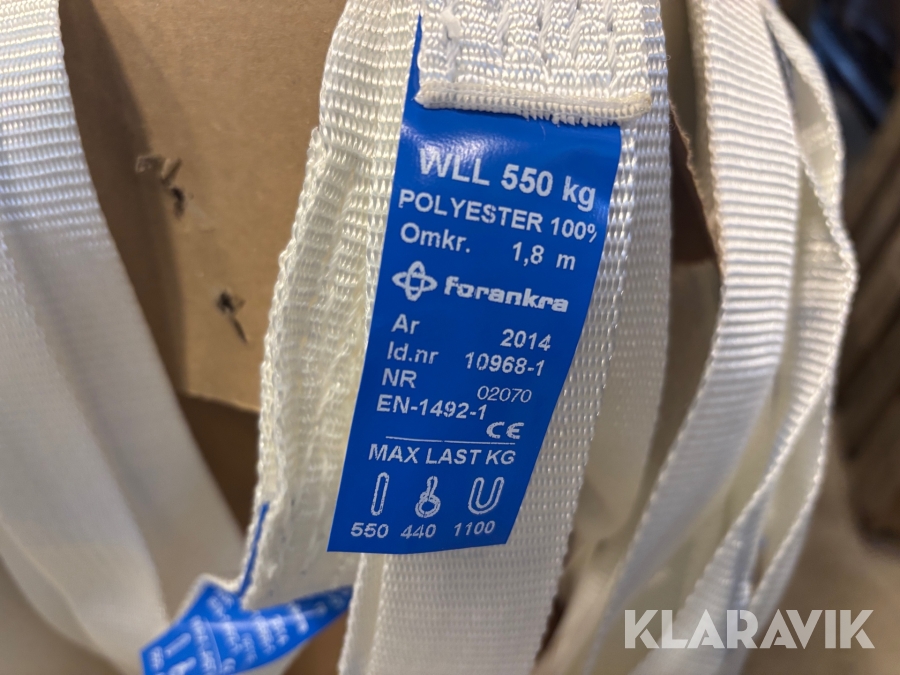 WLL 550 kg
POLYESTER 100%
Omkr. 1,8 m
forankra
Ar 2014
Id.nr 10968-1
NR 02070
EN-1492-1
CE
MAX LAST KG
550 440 1100
KLARAVIK